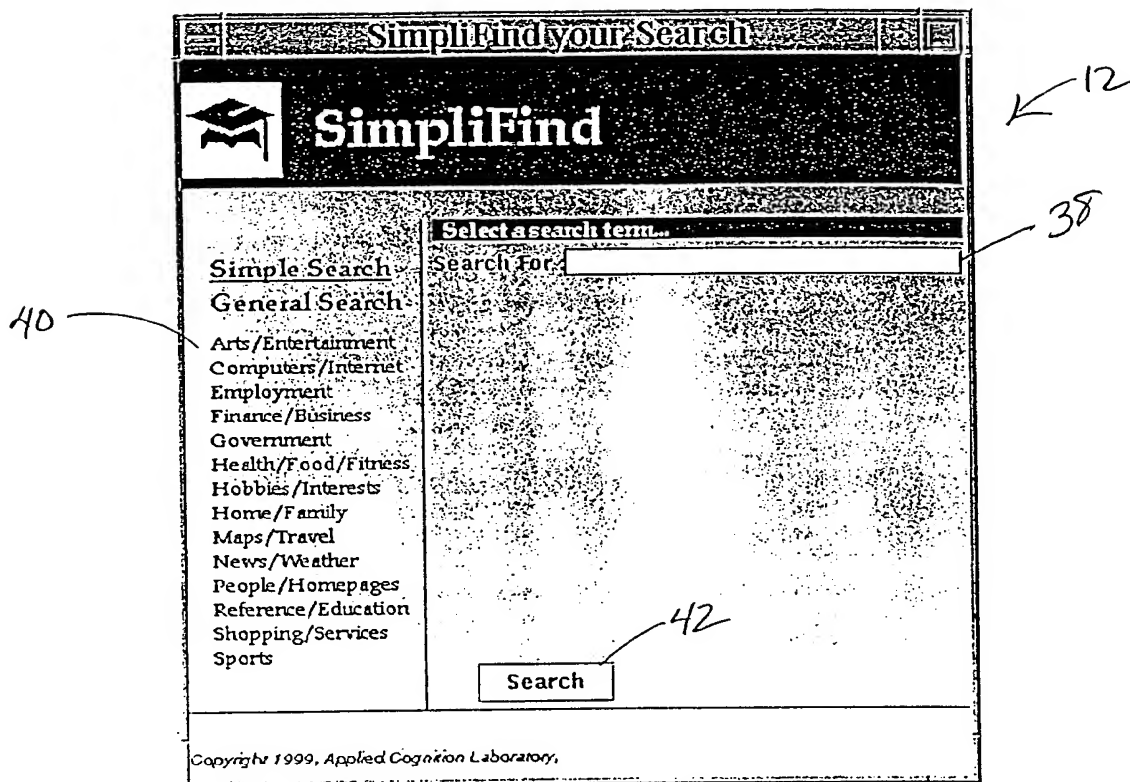 SimpliFind your Search
12
SimpliFind
38
Select a search term...
Search For:
Simple Search
General Search
40
Arts/Entertainment
Computers/Internet
Employment
Finance/Business
Government
Health/Food/Fitness
Hobbies/Interests
Home/Family
Maps/Travel
News/Weather
People/Homepages
Reference/Education
Shopping/Services
Sports
42
Search
Copyright 1999, Applied Cognition Laboratory,